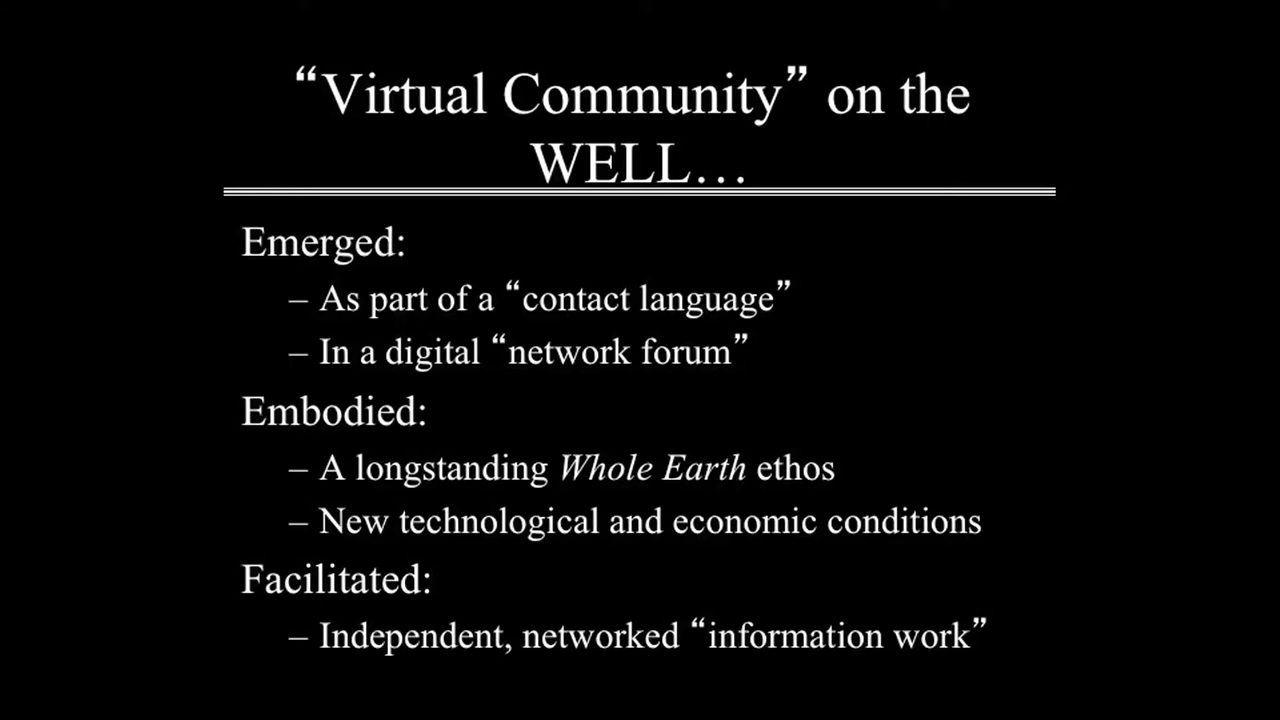 “Virtual Community” on the
WELL…
Emerged:
– As part of a “contact language”
– In a digital “network forum”
Embodied:
– A longstanding Whole Earth ethos
– New technological and economic conditions
Facilitated:
– Independent, networked “information work”